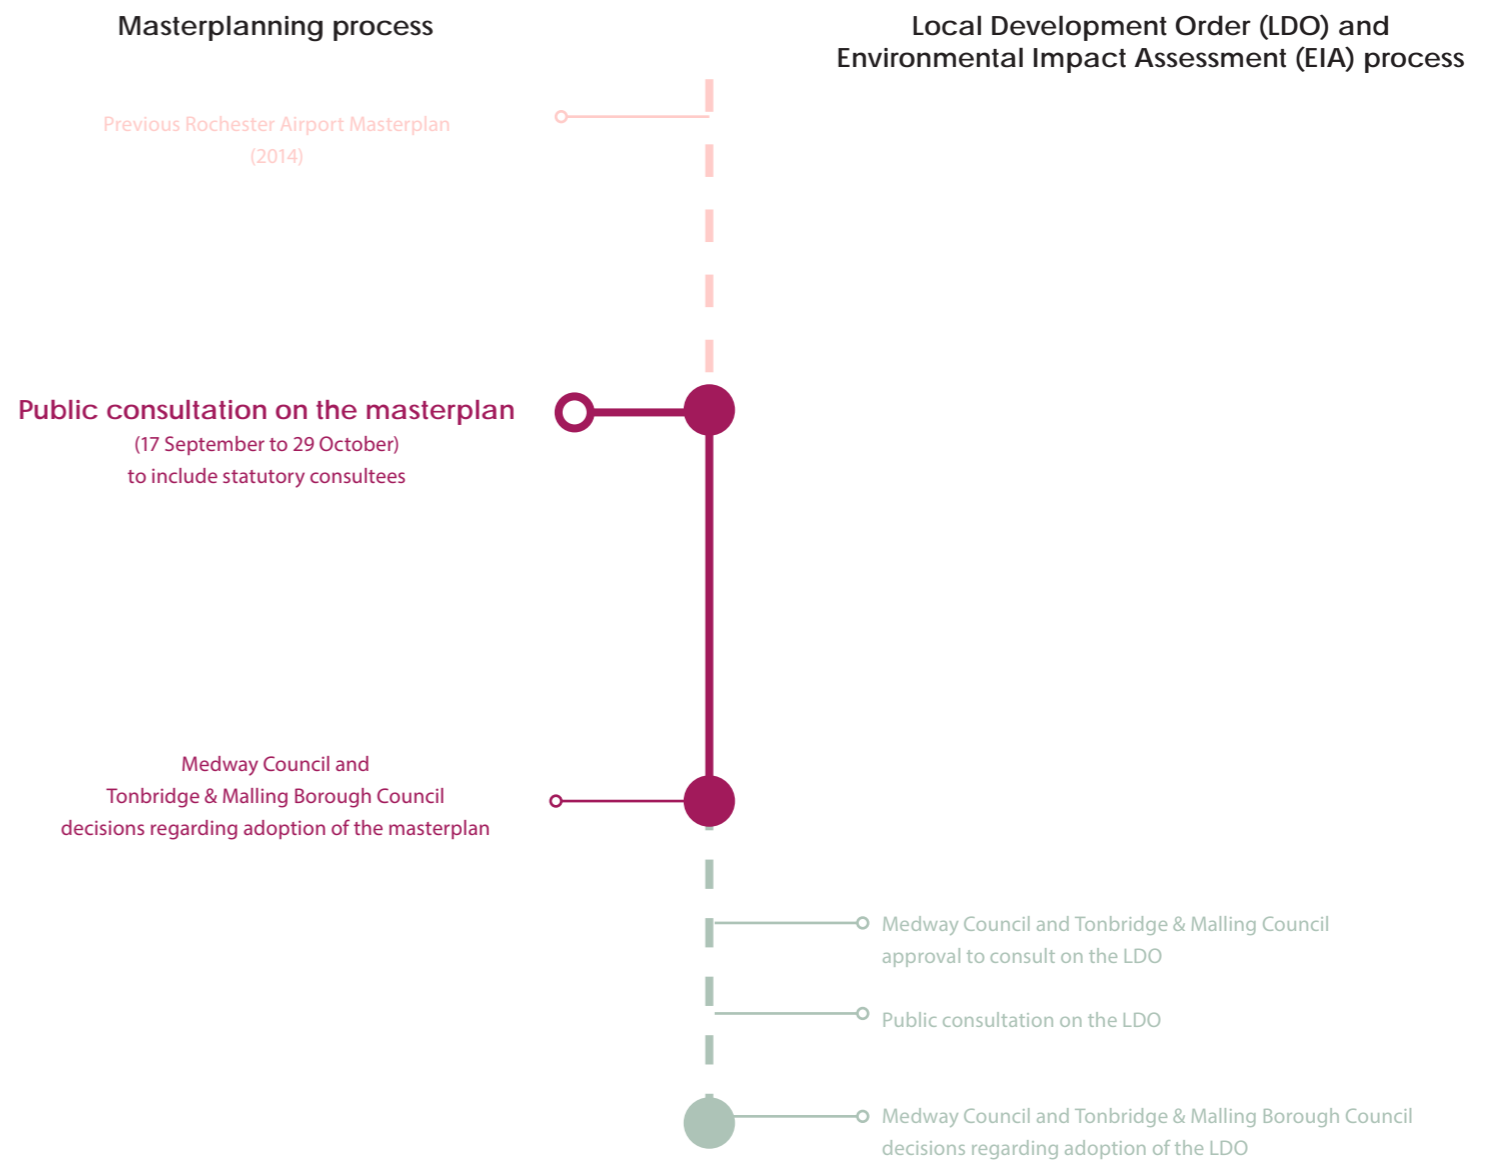 Masterplanning process
Local Development Order (LDO) and
Environmental Impact Assessment (EIA) process
Previous Rochester Airport Masterplan
(2014)
Public consultation on the masterplan
(17 September to 29 October)
to include statutory consultees
Medway Council and
Tonbridge & Malling Borough Council
decisions regarding adoption of the masterplan
Medway Council and Tonbridge & Malling Council
approval to consult on the LDO
Public consultation on the LDO
Medway Council and Tonbridge & Malling Borough Council
decisions regarding adoption of the LDO